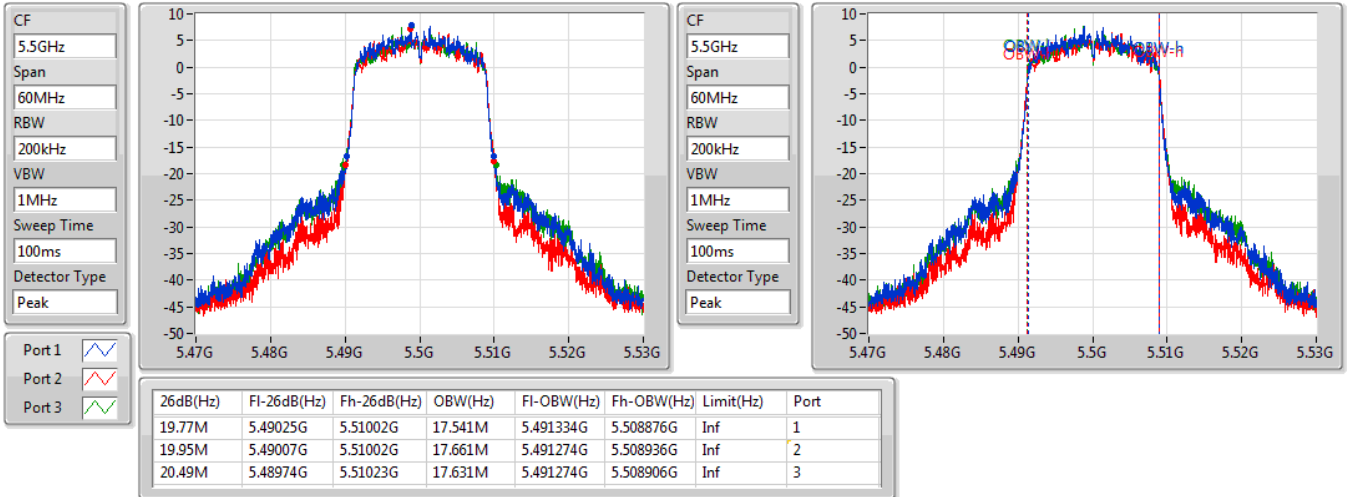 CF
5.5GHz
Span
60MHz
RBW
200kHz
VBW
1MHz
Sweep Time
100ms
Detector Type
Peak
10
5
0
-5
-10
-15
-20
-25
-30
-35
-40
-45
-50
5.47G 5.48G 5.49G 5.5G 5.51G 5.52G 5.53G
CF
5.5GHz
Span
60MHz
RBW
200kHz
VBW
1MHz
Sweep Time
100ms
Detector Type
Peak
10
5
0
-5
-10
-15
-20
-25
-30
-35
-40
-45
-50
OBW-h
5.47G 5.48G 5.49G 5.5G 5.51G 5.52G 5.53G
Port 1
Port 2
Port 3
26dB(Hz) Fl-26dB(Hz) Fh-26dB(Hz) OBW(Hz) Fl-OBW(Hz) Fh-OBW(Hz) Limit(Hz) Port
19.77M 5.49025G 5.51002G 17.541M 5.491334G 5.508876G Inf 1
19.95M 5.49007G 5.51002G 17.661M 5.491274G 5.508936G Inf 2
20.49M 5.48974G 5.51023G 17.631M 5.491274G 5.508906G Inf 3